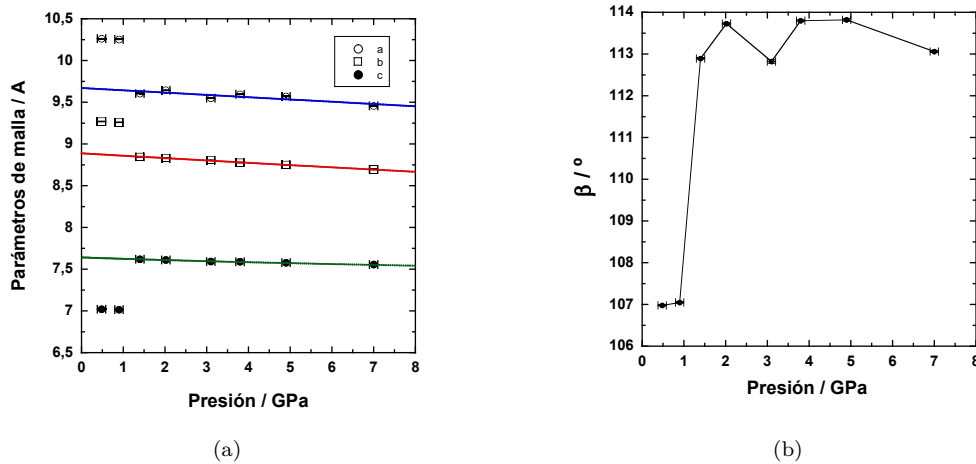 10,5
10
9,5
9
8,5
8
7,5
7
6,5
0 1 2 3 4 5 6 7 8
Parámetros de malla / A
Presión / GPa
a
b
c
(a)
114
113
112
111
110
109
108
107
106
0 1 2 3 4 5 6 7 8
β / º
Presión / GPa
(b)